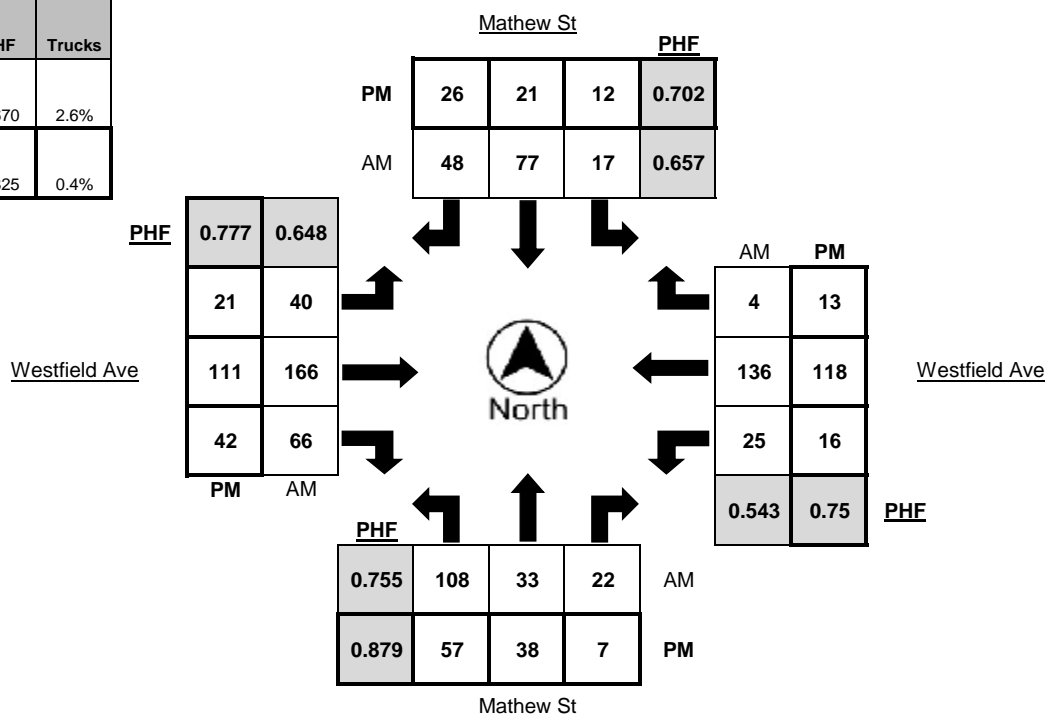 Trucks
2.6%
0.4%
Mathew St
PHF
PM 26 21 12 0.702
AM 48 77 17 0.657
PHF 0.777 0.648
AM PM
21 40
4 13
Westfield Ave 111 166
136 118 Westfield Ave
North
42 66
25 16
PM AM
0.543 0.75 PHF
PHF
0.755 108 33 22 AM
0.879 57 38 7 PM
Mathew St